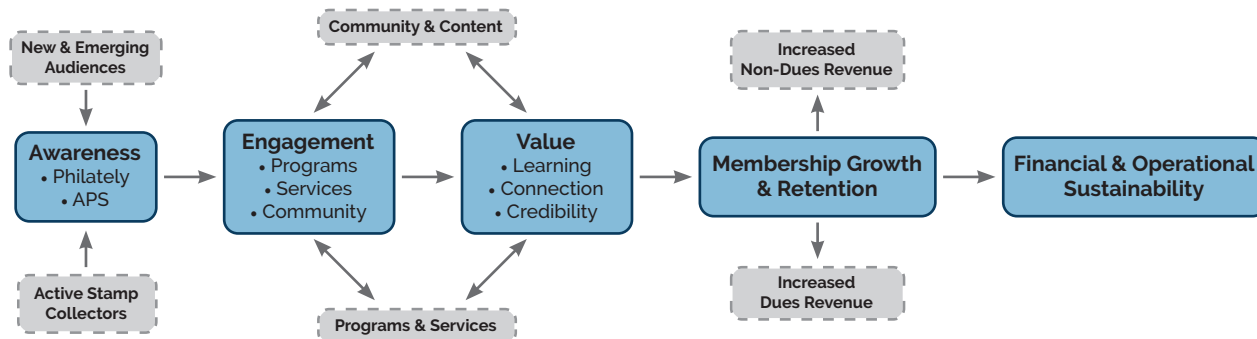 Community & Content
New & Emerging
Audiences
Increased
Non-Dues Revenue
Awareness
• Philately
• APS
Engagement
• Programs
• Services
• Community
Value
• Learning
• Connection
• Credibility
Membership Growth
& Retention
Financial & Operational
Sustainability
Active Stamp
Collectors
Programs & Services
Increased
Dues Revenue